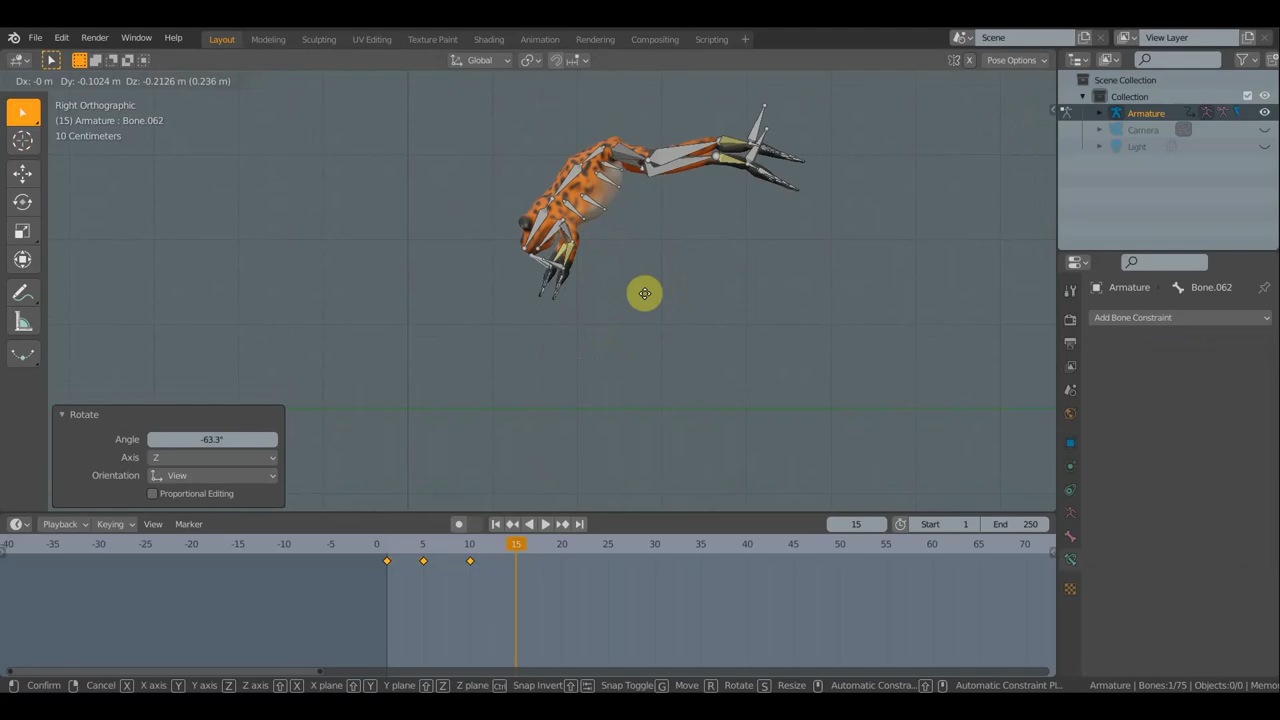 File Edit Render Window Help Layout Modeling Sculpting UV Editing Texture Paint Shading Animation Rendering Compositing Scripting + Scene View Layer
Global Pose Options
Dx: -0 m Dy: -0.1024 m Dz: -0.2126 m (0.236 m)
X
Right Orthographic
(15) Armature : Bone.062
10 Centimeters
Scene Collection
Collection
Armature
Camera
Light
Armature Bone.062
Add Bone Constraint
Rotate
Angle -63.3°
Axis Z
Orientation View
Proportional Editing
Playback Keying View Marker 15 Start 1 End 250
-40 -35 -30 -25 -20 -15 -10 -5 0 5 10 15 20 25 30 35 40 45 50 55 60 65 70
Confirm Cancel X X axis Y Y axis Z Z axis X X plane Y Y plane Z Z plane Ctrl Snap Invert Snap Toggle G Move R Rotate S Resize Automatic Constra... Automatic Constraint Pl... Armature | Bones:1/75 | Objects:0/0 | Memor